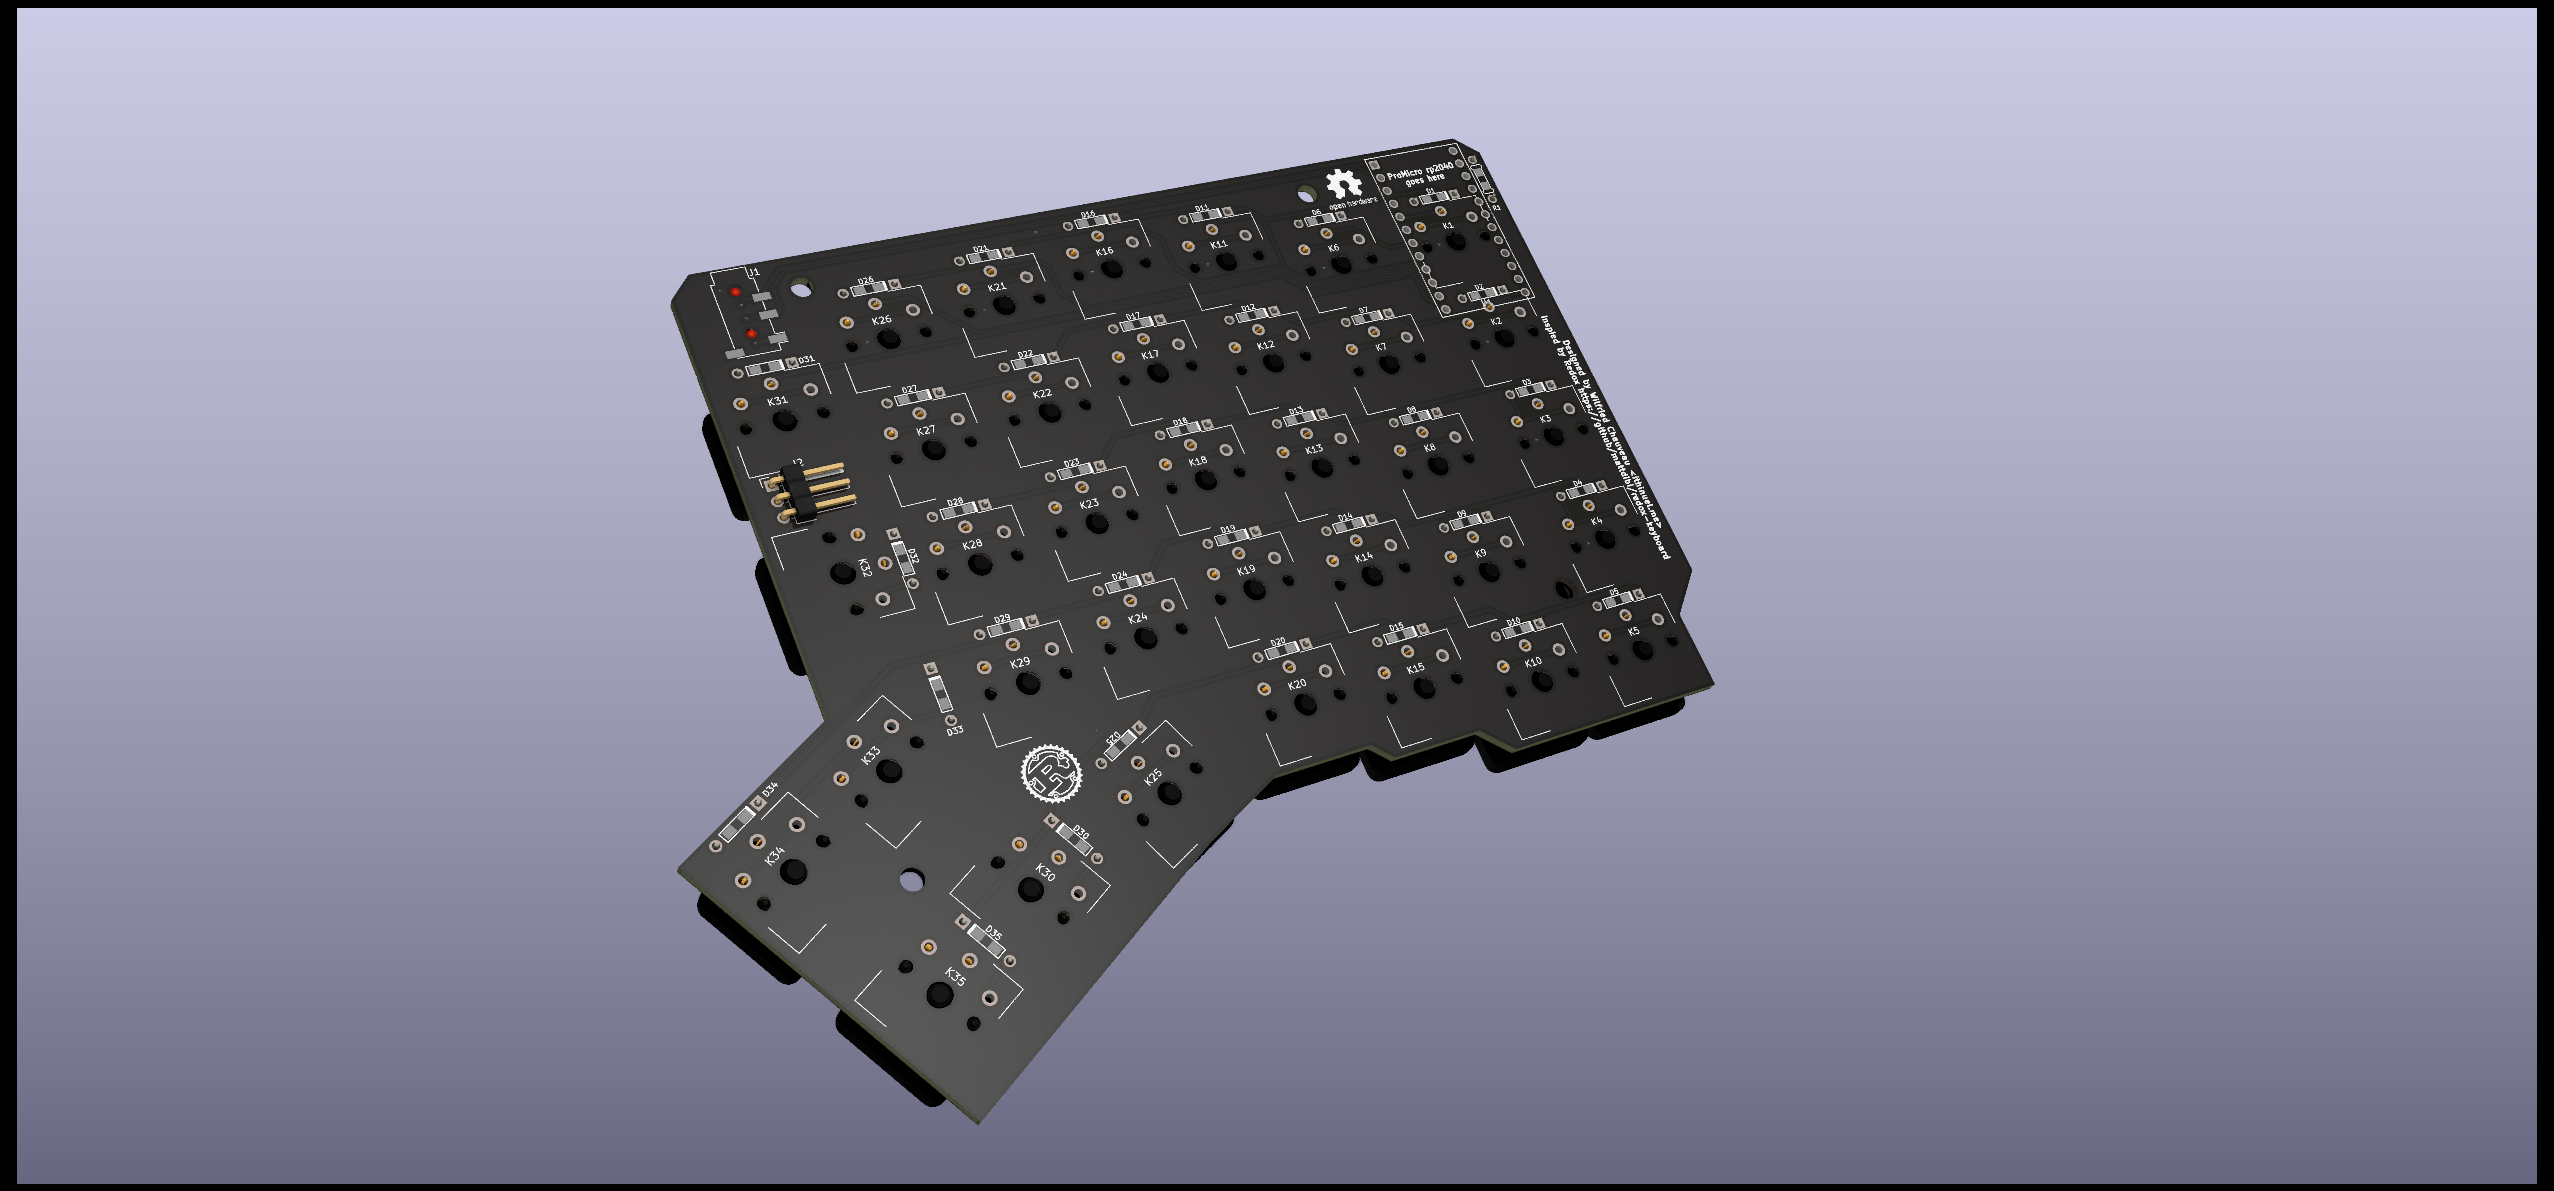 ProMicro rp2040
goes here
open hardware
Designed by Wilfried Chauveau <ithinuel.me>
inspired by Redox https://github/mattdibi/redox-keyboard
J1
J2
R1
D1
K1
D6
K6
D11
K11
D16
K16
D21
K21
D26
K26
D31
K31
D2
K2
D7
K7
D12
K12
D17
K17
D22
K22
D27
K27
D32
K32
D3
K3
D8
K8
D13
K13
D18
K18
D23
K23
D28
K28
D4
K4
D9
K9
D14
K14
D19
K19
D24
K24
D29
K29
D33
K33
D5
K5
D10
K10
D15
K15
D20
K20
D25
K25
D30
K30
D34
K34
D35
K35